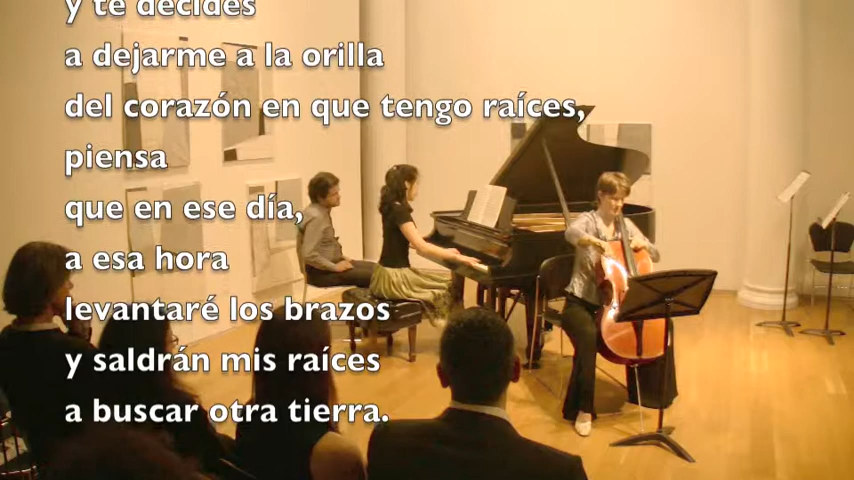 y te decides
a dejarme a la orilla
del corazón en que tengo raíces,
piensa
que en ese día,
a esa hora
levantaré los brazos
y saldrán mis raíces
a buscar otra tierra.